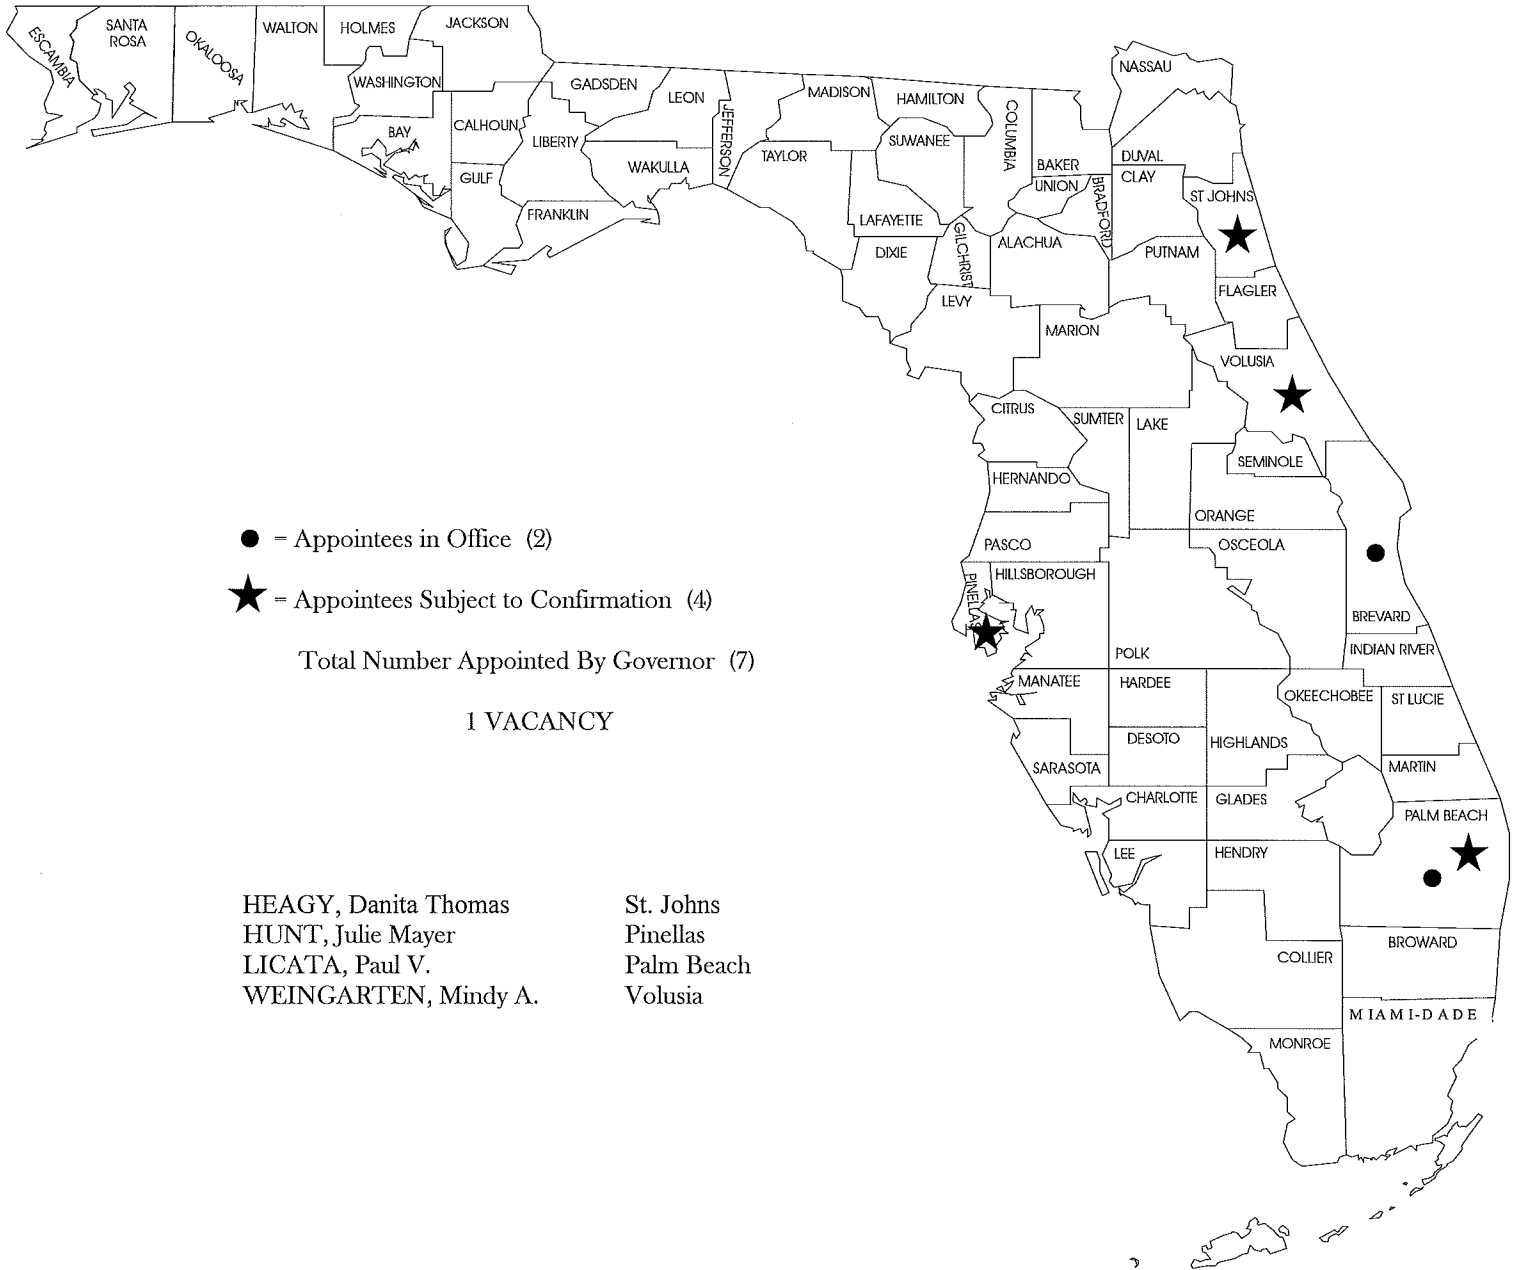 ESCAMBIA
SANTA
ROSA
OKALOOSA
WALTON
HOLMES
JACKSON
WASHINGTON
BAY
CALHOUN
GULF
LIBERTY
GADSDEN
FRANKLIN
LEON
WAKULLA
JEFFERSON
TAYLOR
MADISON
HAMILTON
SUWANEE
LAFAYETTE
DIXIE
COLUMBIA
GILCHRIST
BAKER
UNION
BRADFORD
ALACHUA
LEVY
NASSAU
DUVAL
CLAY
ST JOHNS
PUTNAM
FLAGLER
MARION
VOLUSIA
CITRUS
SUMTER
LAKE
SEMINOLE
HERNANDO
ORANGE
PASCO
OSCEOLA
HILLSBOROUGH
PINELLAS
BREVARD
POLK
INDIAN RIVER
MANATEE
HARDEE
OKEECHOBEE
ST LUCIE
DESOTO
HIGHLANDS
SARASOTA
MARTIN
CHARLOTTE
GLADES
PALM BEACH
LEE
HENDRY
BROWARD
COLLIER
MIAMI-DADE
MONROE
= Appointees in Office (2)
= Appointees Subject to Confirmation (4)
Total Number Appointed By Governor (7)
1 VACANCY
HEAGY, Danita Thomas St. Johns
HUNT, Julie Mayer Pinellas
LICATA, Paul V. Palm Beach
WEINGARTEN, Mindy A. Volusia